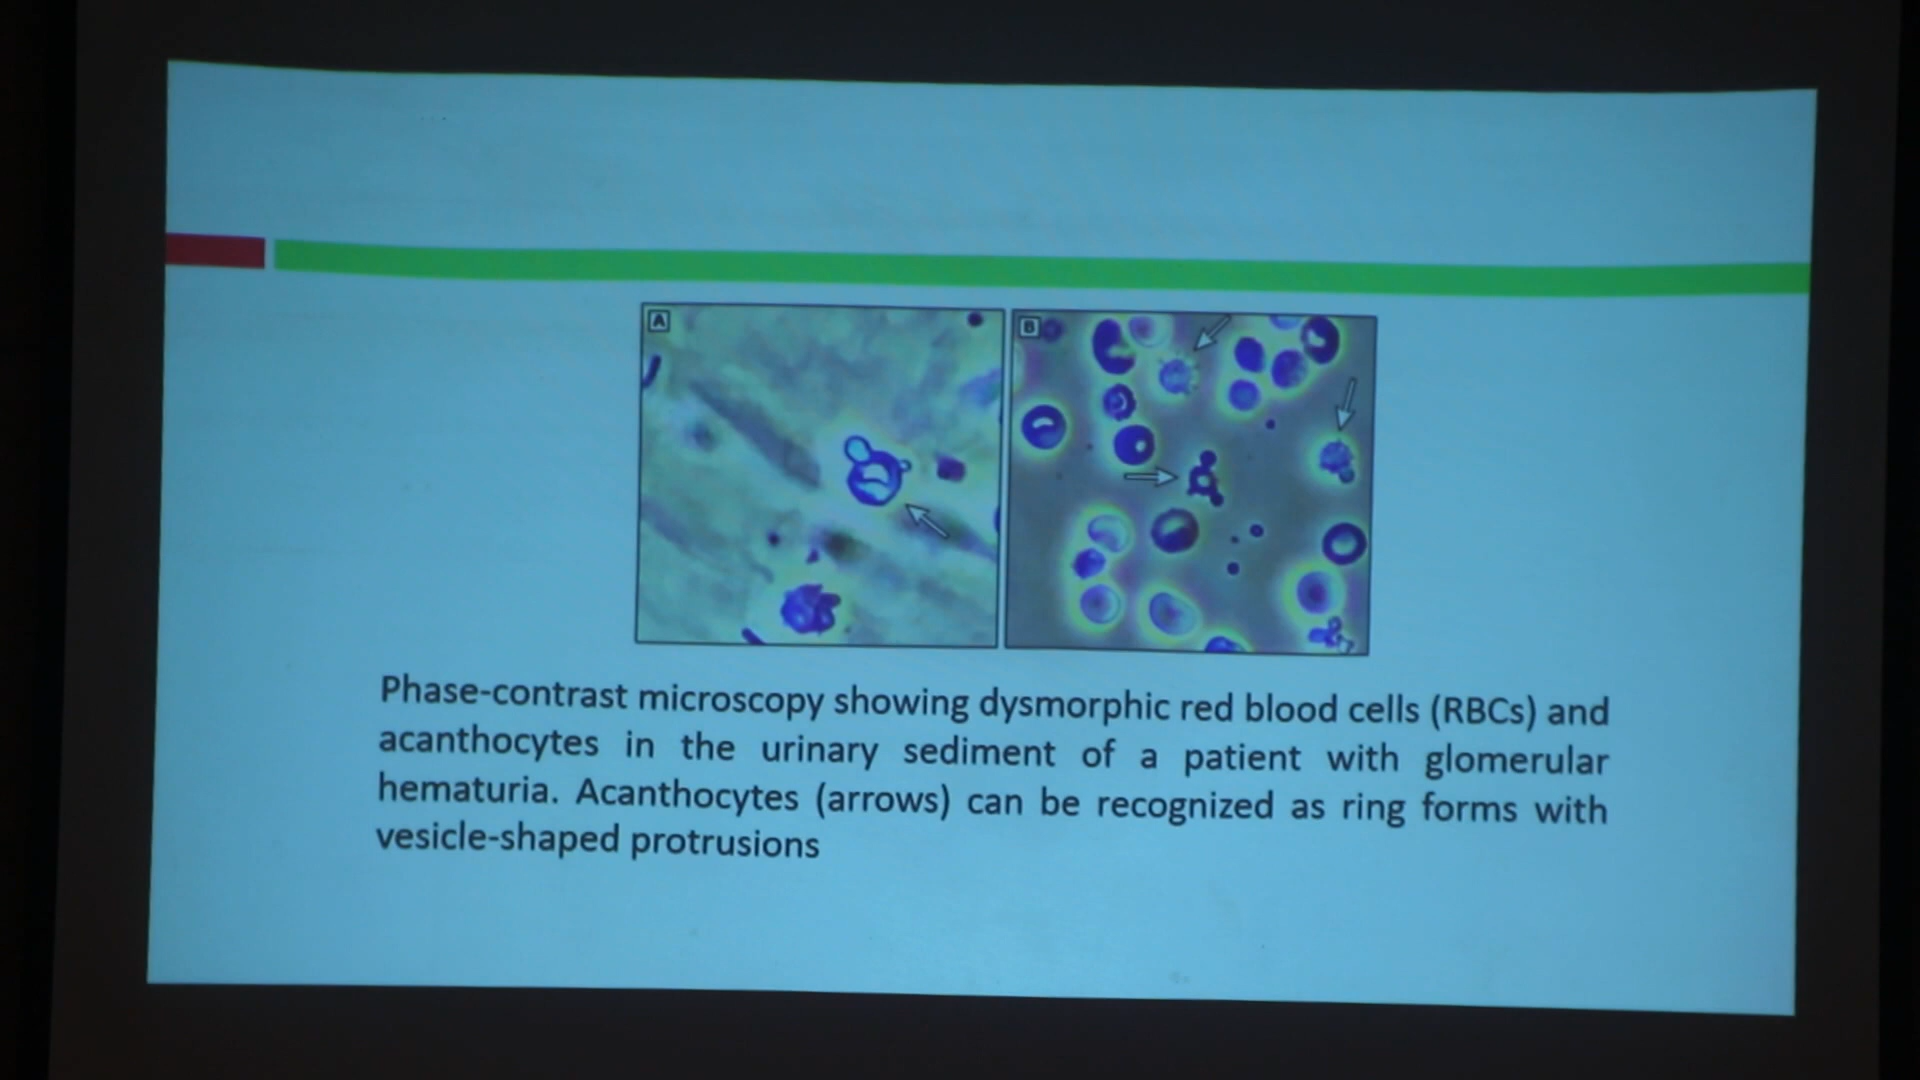 A
B
Phase-contrast microscopy showing dysmorphic red blood cells (RBCs) and
acanthocytes in the urinary sediment of a patient with glomerular
hematuria. Acanthocytes (arrows) can be recognized as ring forms with
vesicle-shaped protrusions